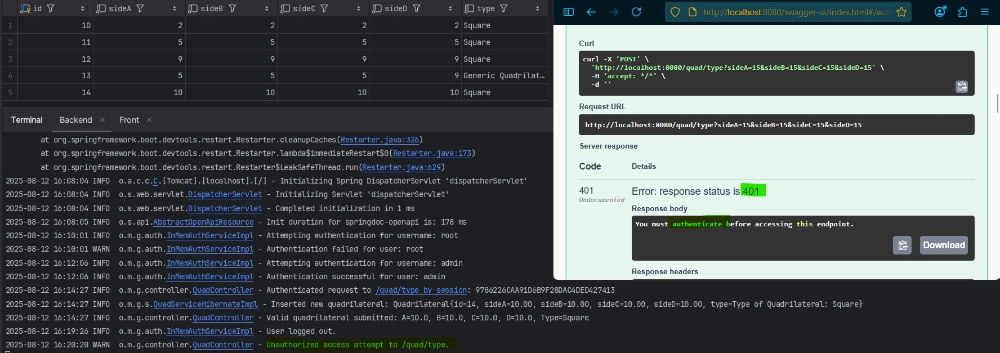 id sideA sideB sideC sideD type
1 10 2 2 2 2 Square
2 11 5 5 5 5 Square
3 12 9 9 9 9 Square
4 13 5 5 5 9 Generic Quadrilat…
5 14 10 10 10 10 Square
Terminal Backend × Front ×
at org.springframework.boot.devtools.restart.Restarter.cleanupCaches(Restarter.java:326)
at org.springframework.boot.devtools.restart.Restarter.lambda$immediateRestart$0(Restarter.java:173)
at org.springframework.boot.devtools.restart.Restarter$LeakSafeThread.run(Restarter.java:629)
2025-08-12 16:08:04 INFO o.a.c.c.C.[Tomcat].[localhost].[/] - Initializing Spring DispatcherServlet 'dispatcherServlet'
2025-08-12 16:08:04 INFO o.s.web.servlet.DispatcherServlet - Initializing Servlet 'dispatcherServlet'
2025-08-12 16:08:04 INFO o.s.web.servlet.DispatcherServlet - Completed initialization in 1 ms
2025-08-12 16:08:05 INFO o.s.api.AbstractOpenApiResource - Init duration for springdoc-openapi is: 178 ms
2025-08-12 16:10:01 INFO o.m.g.auth.InMemAuthServiceImpl - Attempting authentication for username: root
2025-08-12 16:10:01 WARN o.m.g.auth.InMemAuthServiceImpl - Authentication failed for user: root
2025-08-12 16:12:06 INFO o.m.g.auth.InMemAuthServiceImpl - Attempting authentication for username: admin
2025-08-12 16:12:06 INFO o.m.g.auth.InMemAuthServiceImpl - Authentication successful for user: admin
2025-08-12 16:14:27 INFO o.m.g.controller.QuadController - Authenticated request to /quad/type by session: 9786226CAA91D6B9F28DAC4DED427413
2025-08-12 16:14:27 INFO o.m.g.s.QuadServiceHibernateImpl - Inserted new quadrilateral: Quadrilateral{id=14, sideA=10.00, sideB=10.00, sideC=10.00, sideD=10.00, type=Type of Quadrilateral: Square}
2025-08-12 16:14:27 INFO o.m.g.controller.QuadController - Valid quadrilateral submitted: A=10.0, B=10.0, C=10.0, D=10.0, Type=Square
2025-08-12 16:19:26 INFO o.m.g.auth.InMemAuthServiceImpl - User logged out.
2025-08-12 16:20:20 WARN o.m.g.controller.QuadController - Unauthorized access attempt to /quad/type.
http://localhost:8080/swagger-ui/index.html#/aut
Curl
curl -X 'POST' \
'http://localhost:8080/quad/type?sideA=15&sideB=15&sideC=15&sideD=15' \
-H 'accept: */*' \
-d ''
Request URL
http://localhost:8080/quad/type?sideA=15&sideB=15&sideC=15&sideD=15
Server response
Code Details
401 Error: response status is 401
Undocumented
Response body
You must authenticate before accessing this endpoint.
Download
Response headers